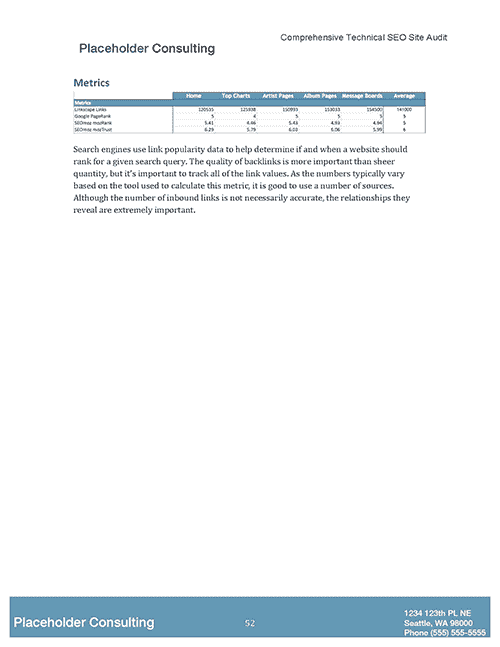 Comprehensive Technical SEO Site Audit
Placeholder Consulting
Metrics
Home Top Charts Artist Pages Album Pages Message Boards Average
Metrics
Linkscape Links 120535 125938 150993 153033 154500 141000
Google PageRank 5 4 5 5 5 5
SEOmoz mozRank 5.41 4.46 5.43 4.93 4.94 5
SEOmoz mozTrust 6.29 5.79 6.02 6.06 5.99 6
Search engines use link popularity data to help determine if and when a website should
rank for a given search query. The quality of backlinks is more important than sheer
quantity, but it's important to track all of the link values. As the numbers typically vary
based on the tool used to calculate this metric, it is good to use a number of sources.
Although the number of inbound links is not necessarily accurate, the relationships they
reveal are extremely important.
1234 123th PL NE
Placeholder Consulting 52 Seattle, WA 98000
Phone (555) 555-5555